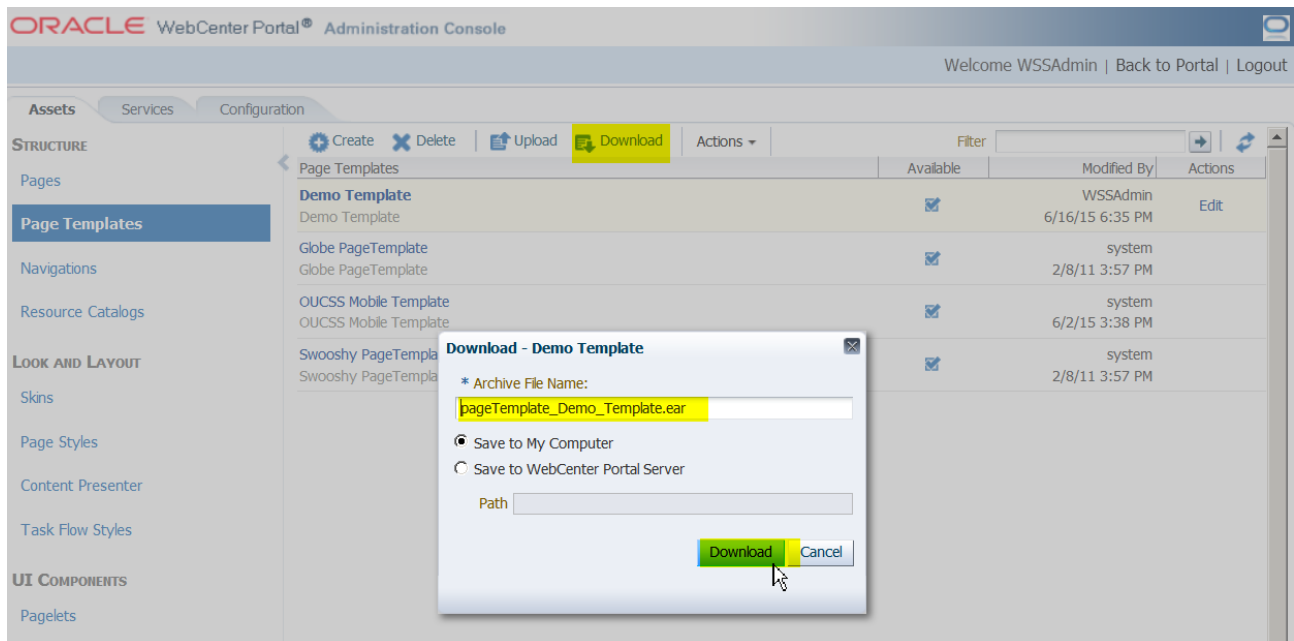 ORACLE WebCenter Portal® Administration Console
Welcome WSSAdmin | Back to Portal | Logout
Assets Services Configuration
STRUCTURE
Pages
Page Templates
Navigations
Resource Catalogs
LOOK AND LAYOUT
Skins
Page Styles
Content Presenter
Task Flow Styles
UI COMPONENTS
Pagelets
Create Delete Upload Download Actions Filter
Page Templates Available Modified By Actions
Demo Template WSSAdmin
Demo Template 6/16/15 6:35 PM Edit
Globe PageTemplate system
Globe PageTemplate 2/8/11 3:57 PM
OUCSS Mobile Template system
OUCSS Mobile Template 6/2/15 3:38 PM
Swooshy PageTempla system
Swooshy PageTempla 2/8/11 3:57 PM
Download - Demo Template
* Archive File Name:
pageTemplate_Demo_Template.ear
Save to My Computer
Save to WebCenter Portal Server
Path
Download Cancel